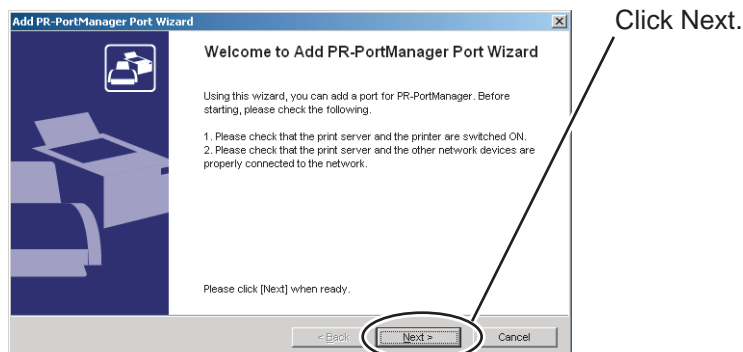 Add PR-PortManager Port Wizard
Click Next.
Welcome to Add PR-PortManager Port Wizard
Using this wizard, you can add a port for PR-PortManager. Before
starting, please check the following.
1. Please check that the print server and the printer are switched ON.
2. Please check that the print server and the other network devices are
properly connected to the network.
Please click [Next] when ready.
< Back
Next >
Cancel